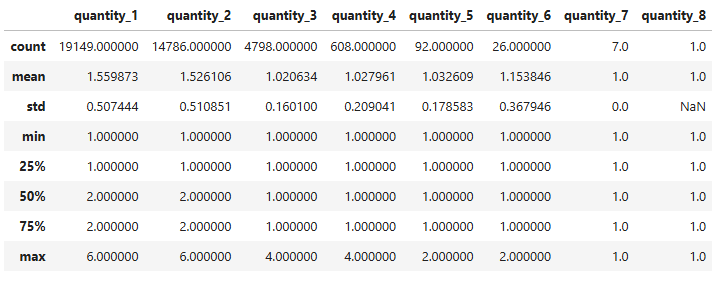 quantity_1 quantity_2 quantity_3 quantity_4 quantity_5 quantity_6 quantity_7 quantity_8
count 19149.000000 14786.000000 4798.000000 608.000000 92.000000 26.000000 7.0 1.0
mean 1.559873 1.526106 1.020634 1.027961 1.032609 1.153846 1.0 1.0
std 0.507444 0.510851 0.160100 0.209041 0.178583 0.367946 0.0 NaN
min 1.000000 1.000000 1.000000 1.000000 1.000000 1.000000 1.0 1.0
25% 1.000000 1.000000 1.000000 1.000000 1.000000 1.000000 1.0 1.0
50% 2.000000 2.000000 1.000000 1.000000 1.000000 1.000000 1.0 1.0
75% 2.000000 2.000000 1.000000 1.000000 1.000000 1.000000 1.0 1.0
max 6.000000 6.000000 4.000000 4.000000 2.000000 2.000000 1.0 1.0